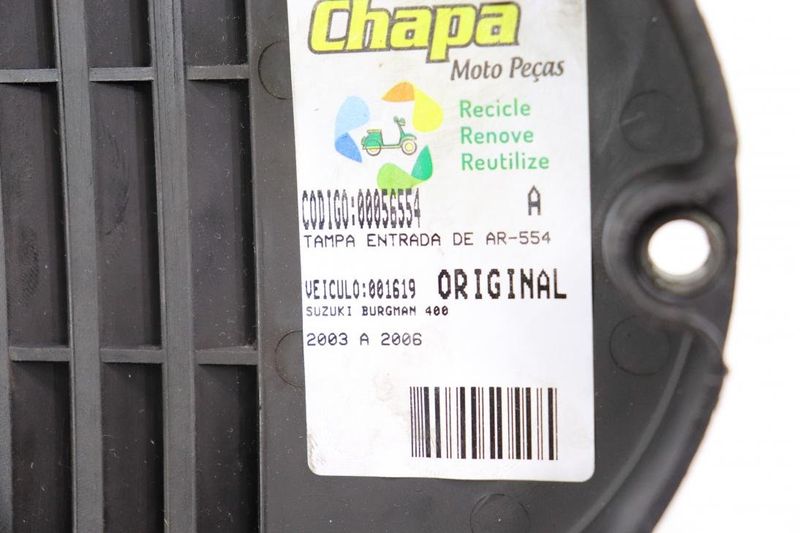 Chapa
Moto Peças
Recicle
Renove
Reutilize
CODIGO:00056554 A
TAMPA ENTRADA DE AR-554
VEICULO:001619 ORIGINAL
SUZUKI BURGMAN 400
2003 A 2006